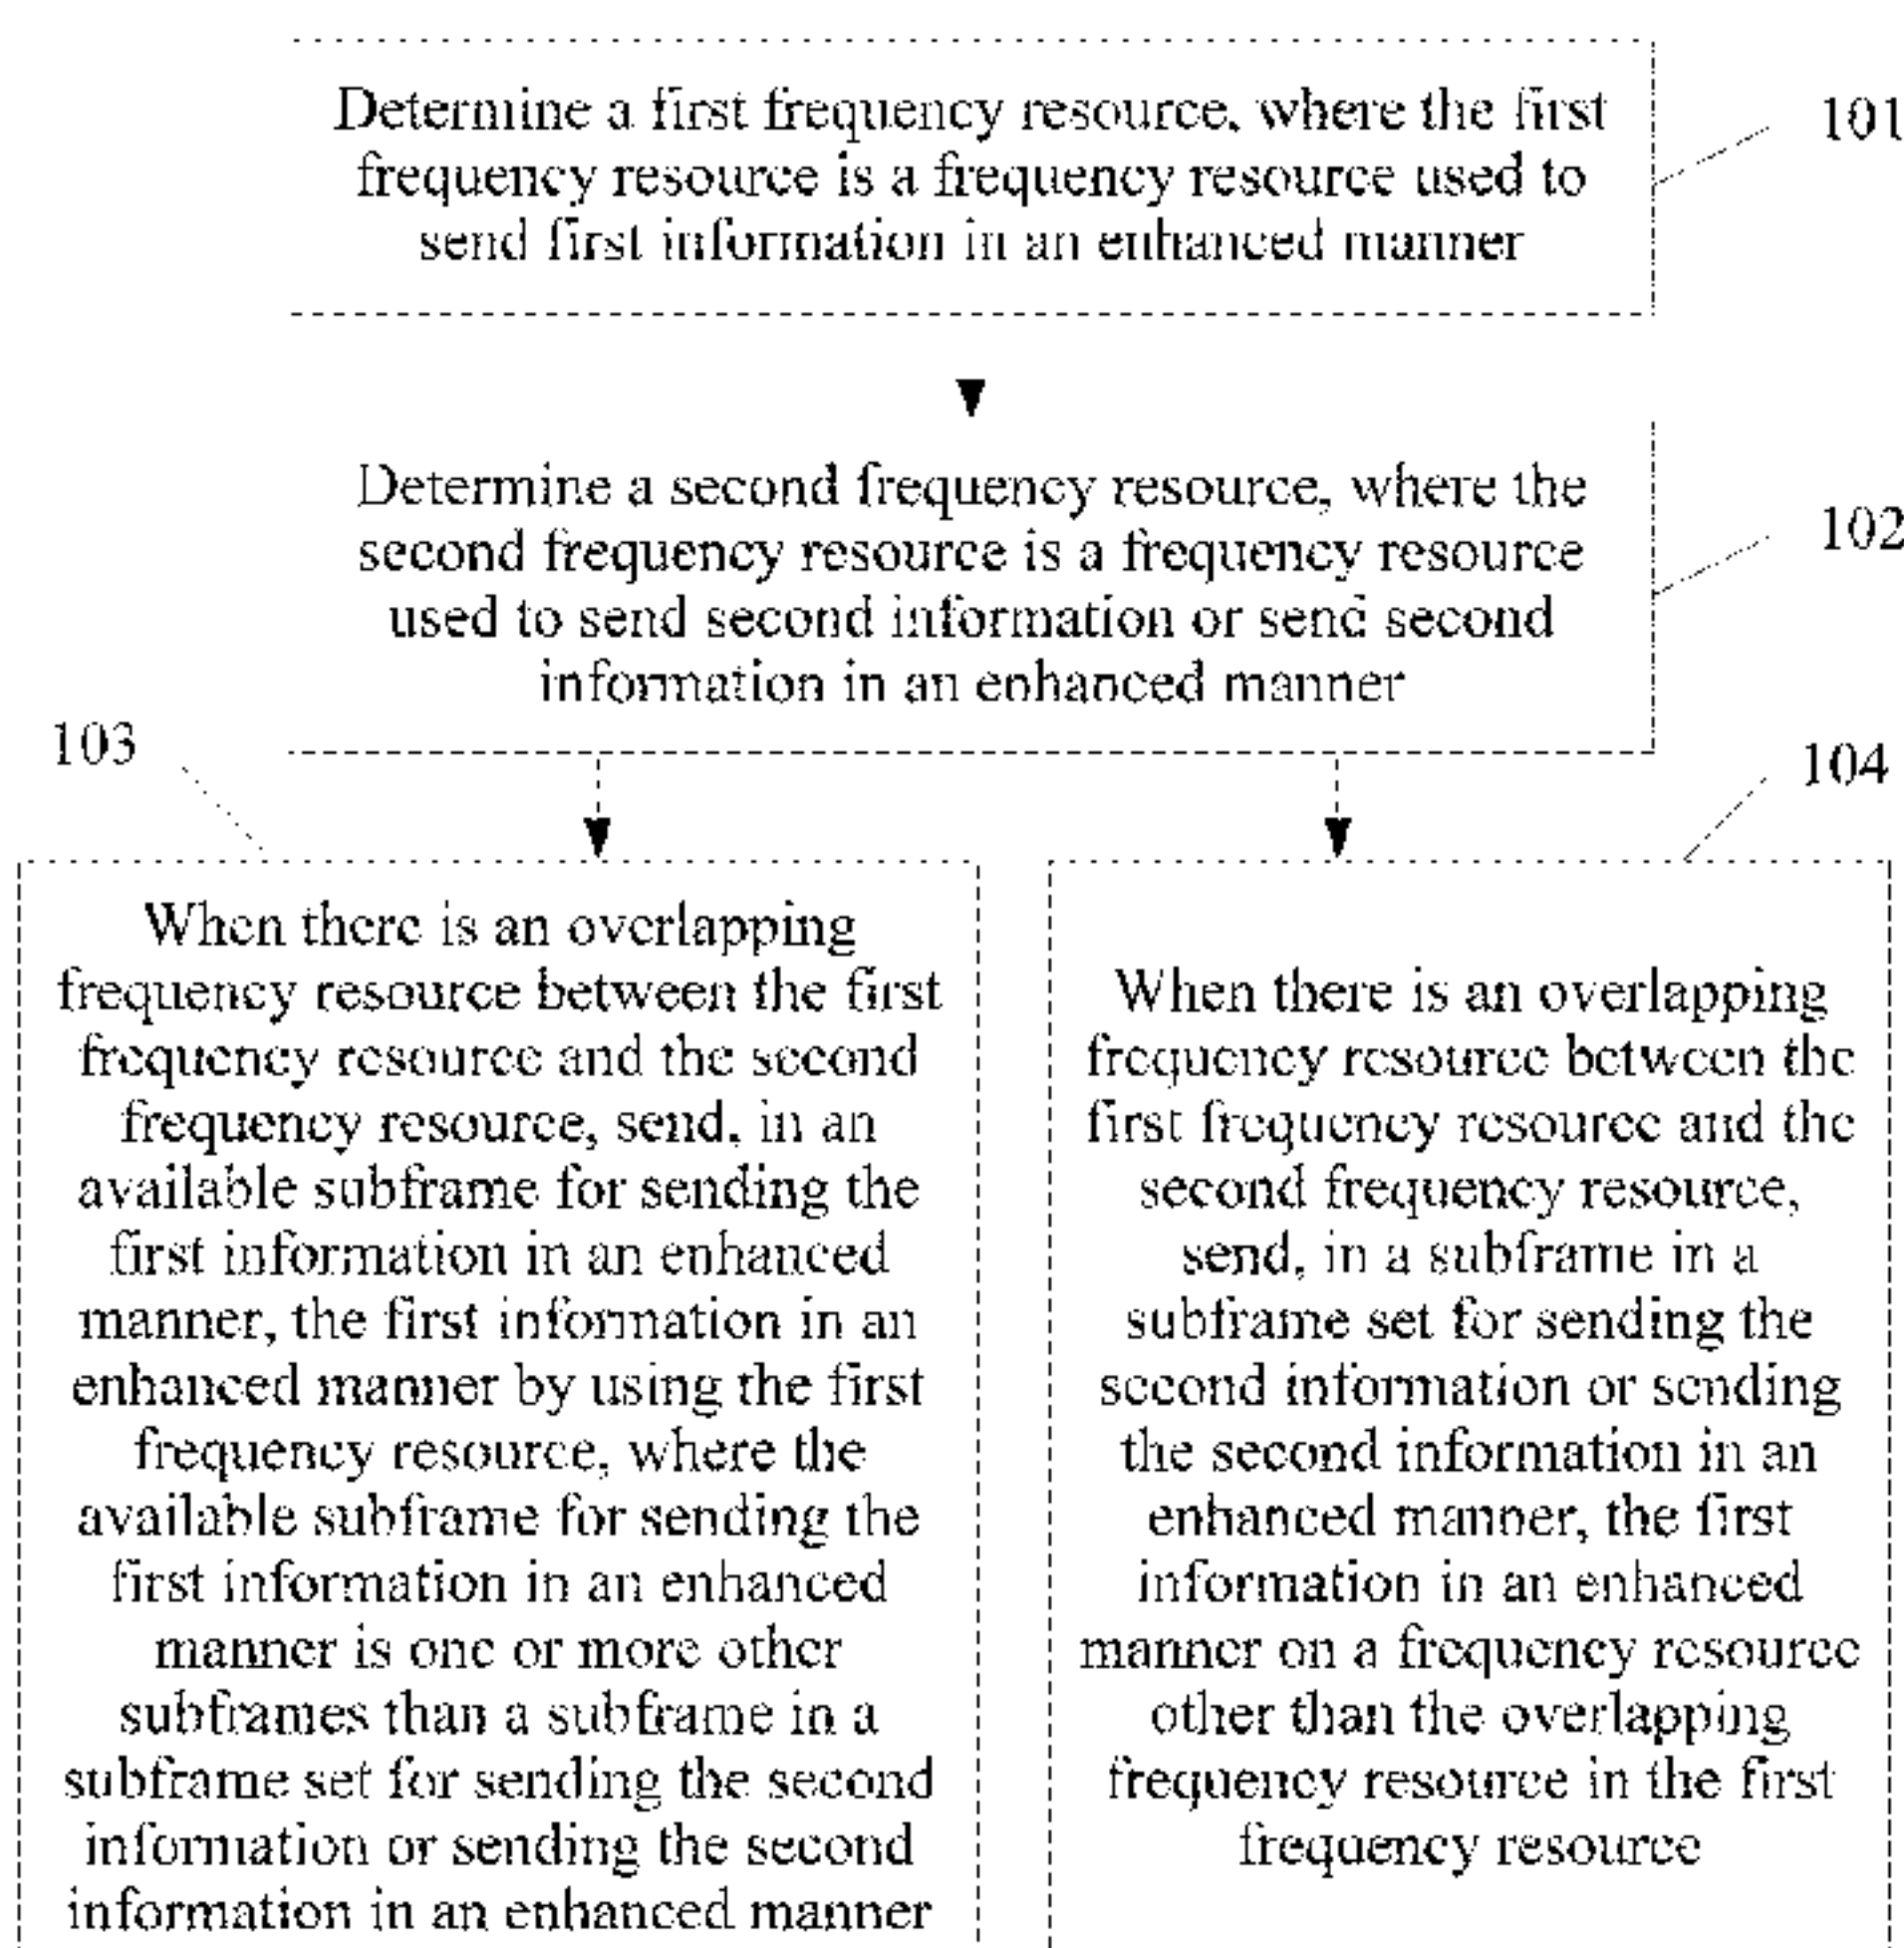 Determine a first frequency resource, where the first
frequency resource is a frequency resource used to
send first information in an enhanced manner
101
Determine a second frequency resource, where the
second frequency resource is a frequency resource
used to send second information or send second
information in an enhanced manner
102
103
104
When there is an overlapping
frequency resource between the first
frequency resource and the second
frequency resource, send, in an
available subframe for sending the
first information in an enhanced
manner, the first information in an
enhanced manner by using the first
frequency resource, where the
available subframe for sending the
first information in an enhanced
manner is one or more other
subframes than a subframe in a
subframe set for sending the second
information or sending the second
information in an enhanced manner
When there is an overlapping
frequency resource between the
first frequency resource and the
second frequency resource,
send, in a subframe in a
subframe set for sending the
second information or sending
the second information in an
enhanced manner, the first
information in an enhanced
manner on a frequency resource
other than the overlapping
frequency resource in the first
frequency resource